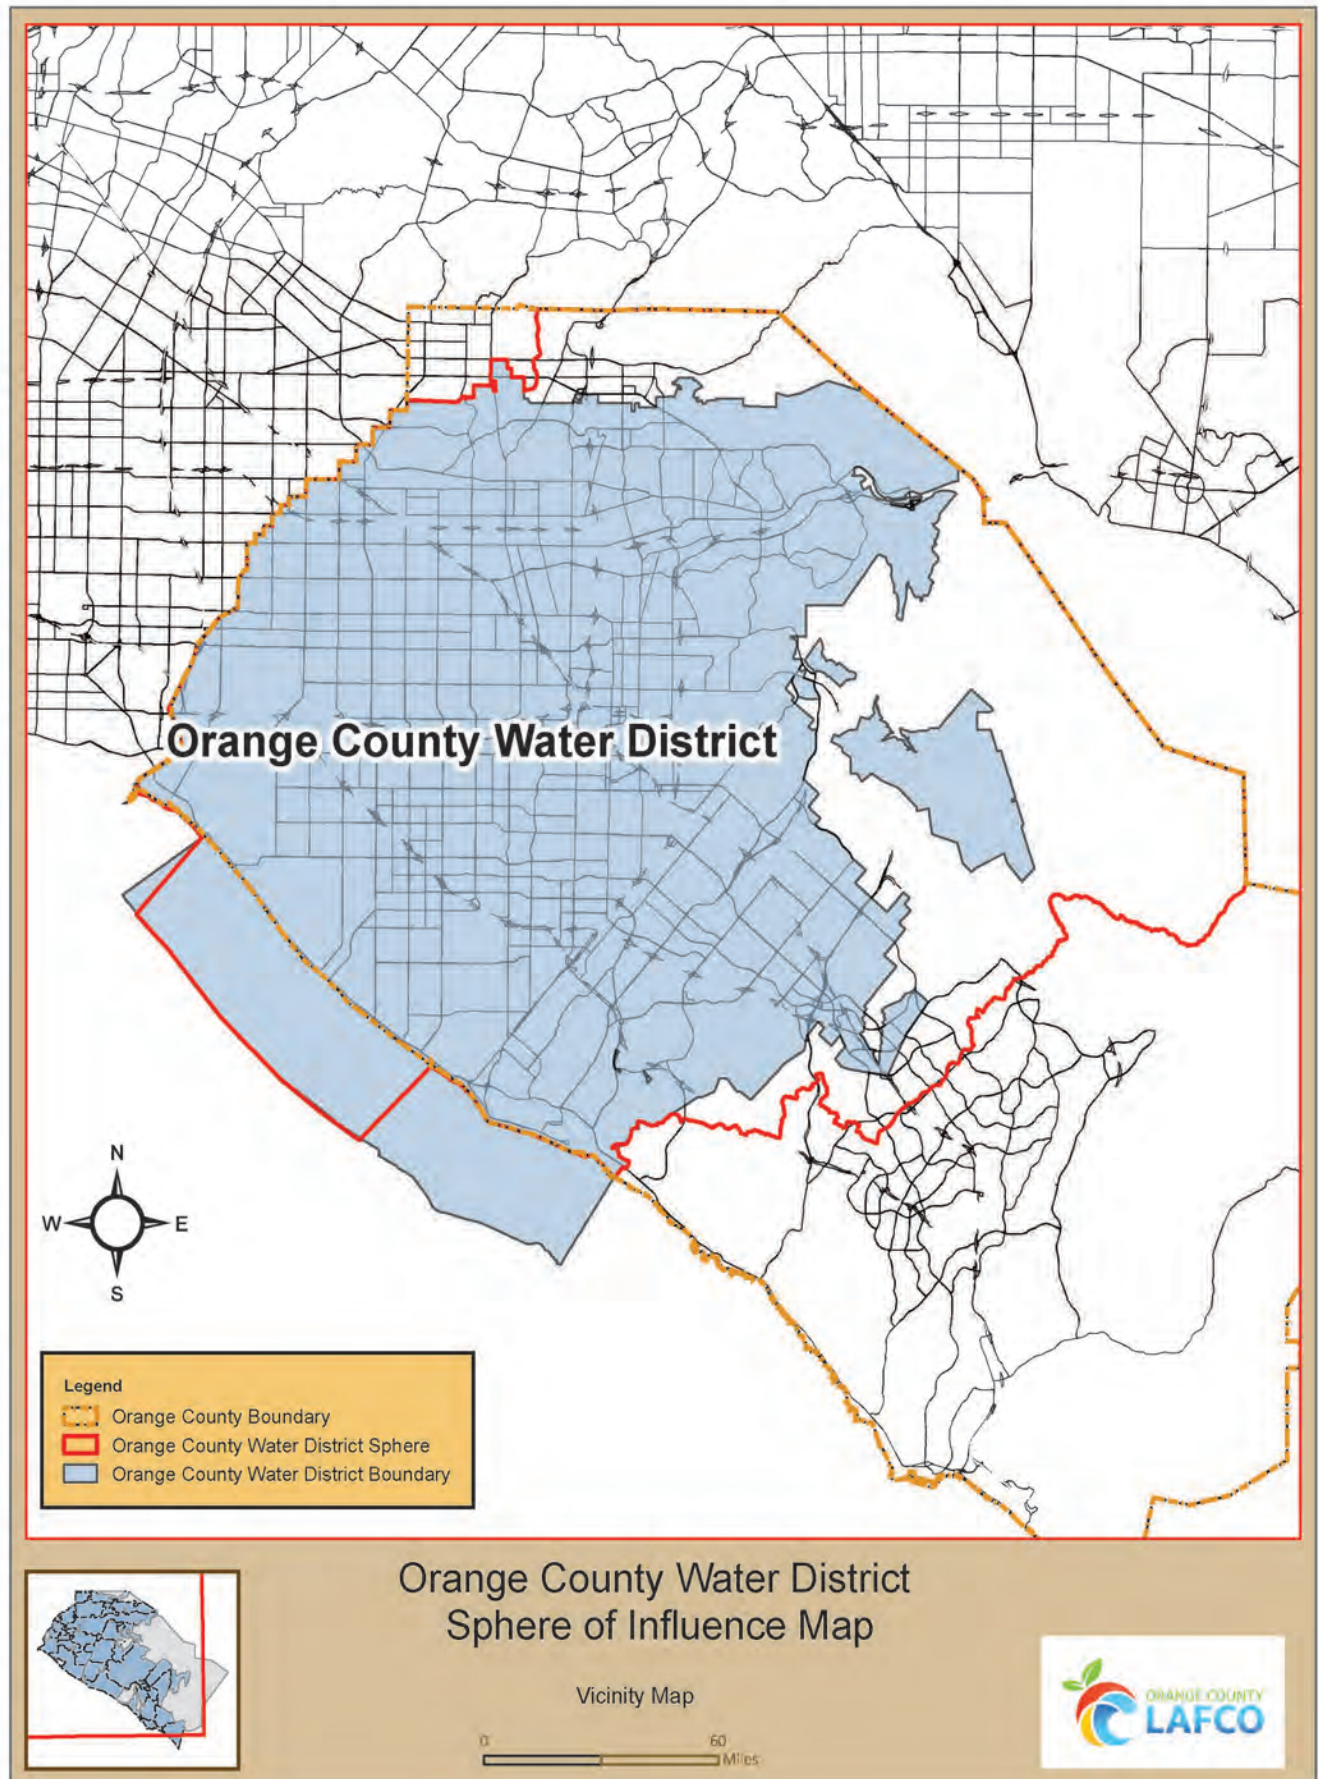 Orange County Water District
N
W E
S
Legend
Orange County Boundary
Orange County Water District Sphere
Orange County Water District Boundary
Orange County Water District
Sphere of Influence Map
Vicinity Map
0 60
Miles
ORANGE COUNTY
LAFCO